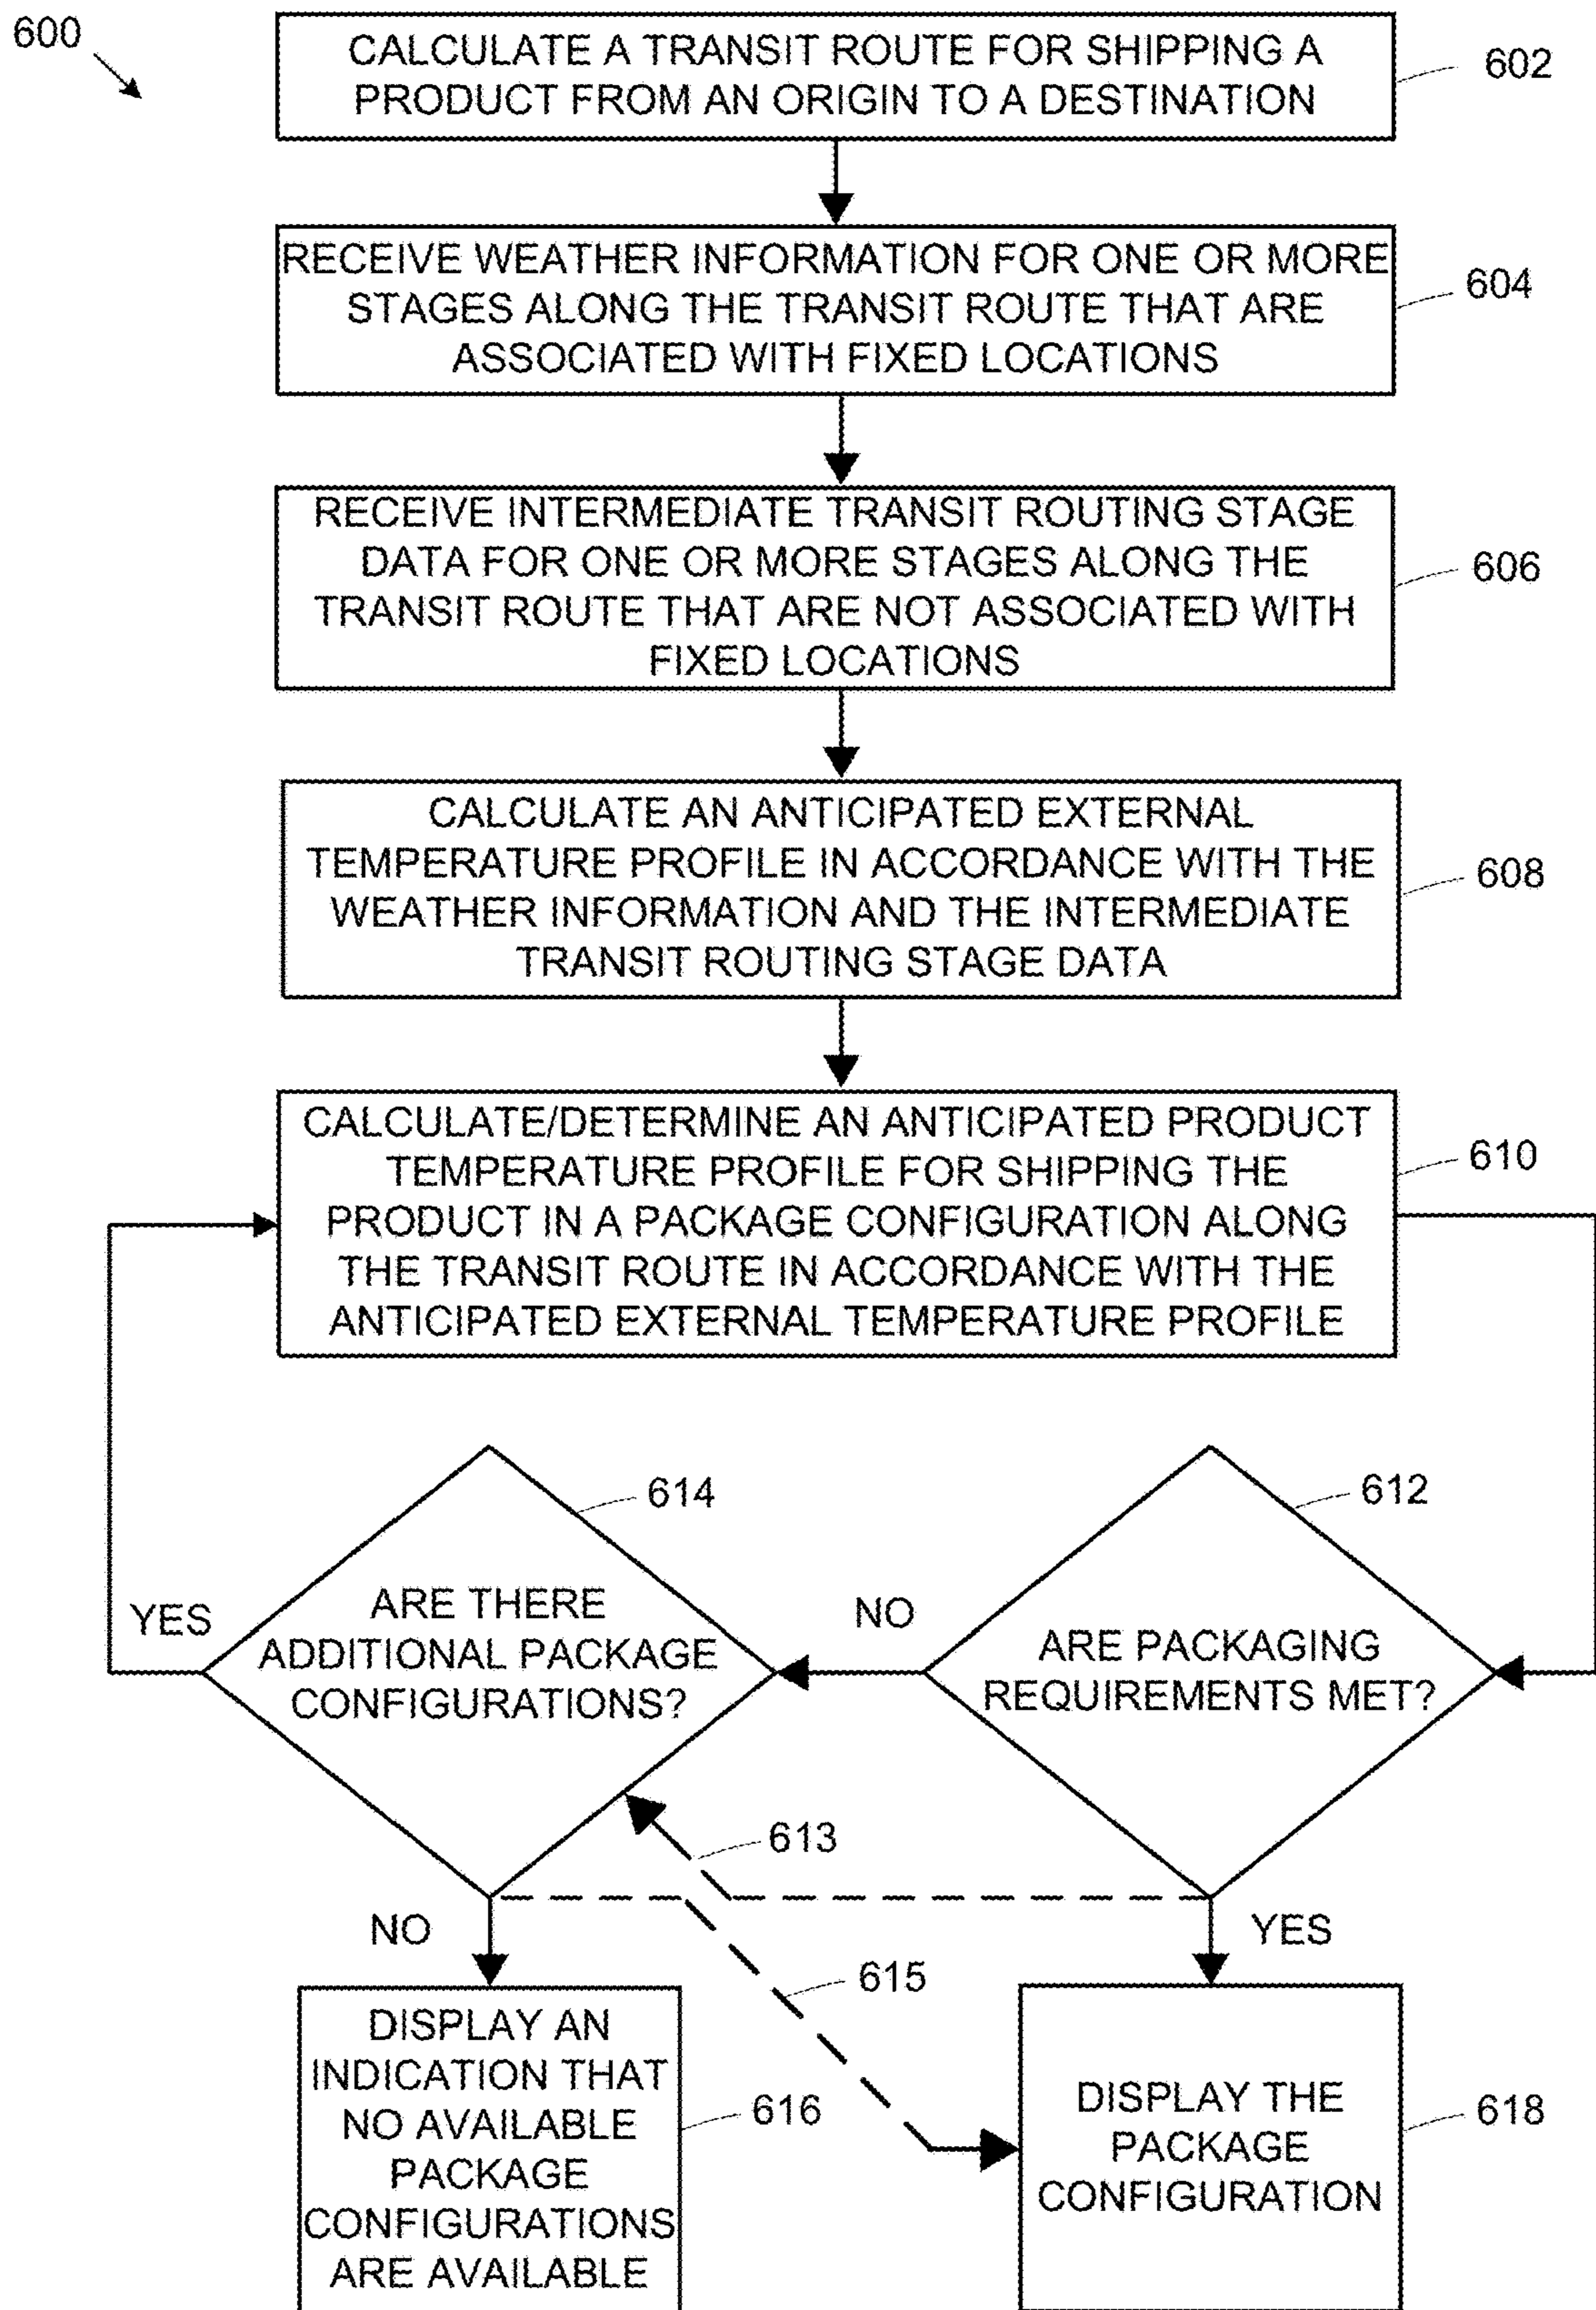 600
CALCULATE A TRANSIT ROUTE FOR SHIPPING A
PRODUCT FROM AN ORIGIN TO A DESTINATION
602
RECEIVE WEATHER INFORMATION FOR ONE OR MORE
STAGES ALONG THE TRANSIT ROUTE THAT ARE
ASSOCIATED WITH FIXED LOCATIONS
604
RECEIVE INTERMEDIATE TRANSIT ROUTING STAGE
DATA FOR ONE OR MORE STAGES ALONG THE
TRANSIT ROUTE THAT ARE NOT ASSOCIATED WITH
FIXED LOCATIONS
606
CALCULATE AN ANTICIPATED EXTERNAL
TEMPERATURE PROFILE IN ACCORDANCE WITH THE
WEATHER INFORMATION AND THE INTERMEDIATE
TRANSIT ROUTING STAGE DATA
608
CALCULATE/DETERMINE AN ANTICIPATED PRODUCT
TEMPERATURE PROFILE FOR SHIPPING THE
PRODUCT IN A PACKAGE CONFIGURATION ALONG
THE TRANSIT ROUTE IN ACCORDANCE WITH THE
ANTICIPATED EXTERNAL TEMPERATURE PROFILE
610
614
612
YES
ARE THERE
ADDITIONAL PACKAGE
CONFIGURATIONS?
NO
ARE PACKAGING
REQUIREMENTS MET?
613
NO
YES
615
DISPLAY AN
INDICATION THAT
NO AVAILABLE
PACKAGE
CONFIGURATIONS
ARE AVAILABLE
616
DISPLAY THE
PACKAGE
CONFIGURATION
618